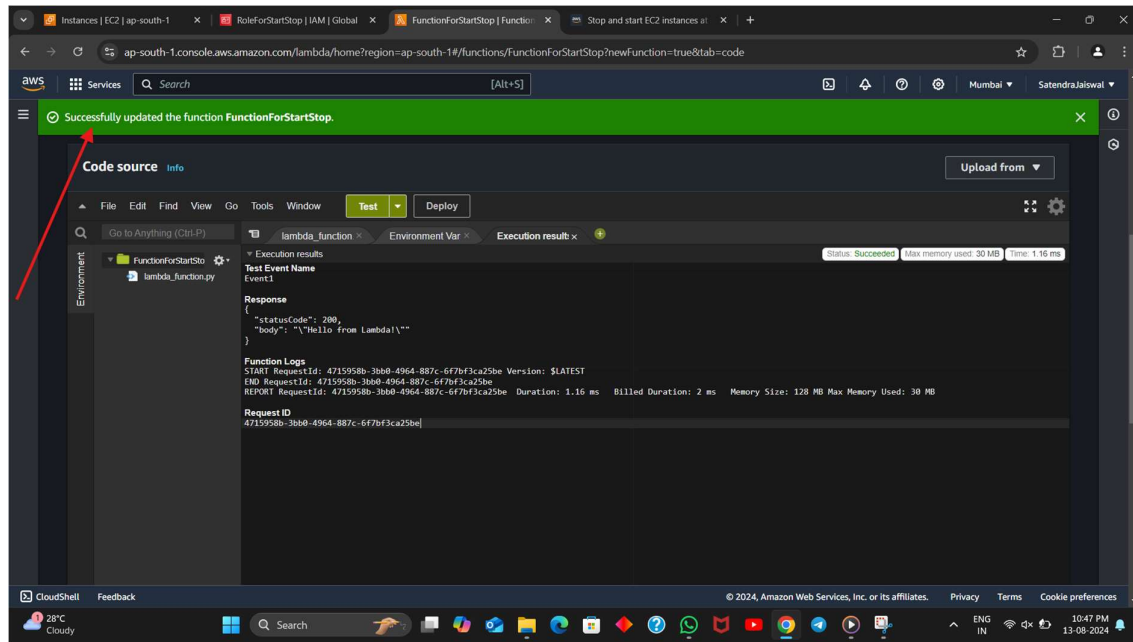 Instances | EC2 | ap-south-1
RoleForStartStop | IAM | Global
FunctionForStartStop | Function
Stop and start EC2 instances at
ap-south-1.console.aws.amazon.com/lambda/home?region=ap-south-1#/functions/FunctionForStartStop?newFunction=true&tab=code
aws Services Search [Alt+S] Mumbai SatendraJaiswal
Successfully updated the function FunctionForStartStop.
Code source Info Upload from
File Edit Find View Go Tools Window Test Deploy
Go to Anything (Ctrl-P) lambda_function Environment Var Execution results
Environment
FunctionForStartSto
lambda_function.py
Execution results Status: Succeeded Max memory used: 30 MB Time: 1.16 ms
Test Event Name
Event1
Response
{
"statusCode": 200,
"body": "\"Hello from Lambda!\""
}
Function Logs
START RequestId: 4715958b-3bb0-4964-887c-6f7bf3ca25be Version: $LATEST
END RequestId: 4715958b-3bb0-4964-887c-6f7bf3ca25be
REPORT RequestId: 4715958b-3bb0-4964-887c-6f7bf3ca25be Duration: 1.16 ms Billed Duration: 2 ms Memory Size: 128 MB Max Memory Used: 30 MB
Request ID
4715958b-3bb0-4964-887c-6f7bf3ca25be
CloudShell Feedback © 2024, Amazon Web Services, Inc. or its affiliates. Privacy Terms Cookie preferences
1 28°C
Cloudy
Search
ENG
IN
10:47 PM
13-08-2024